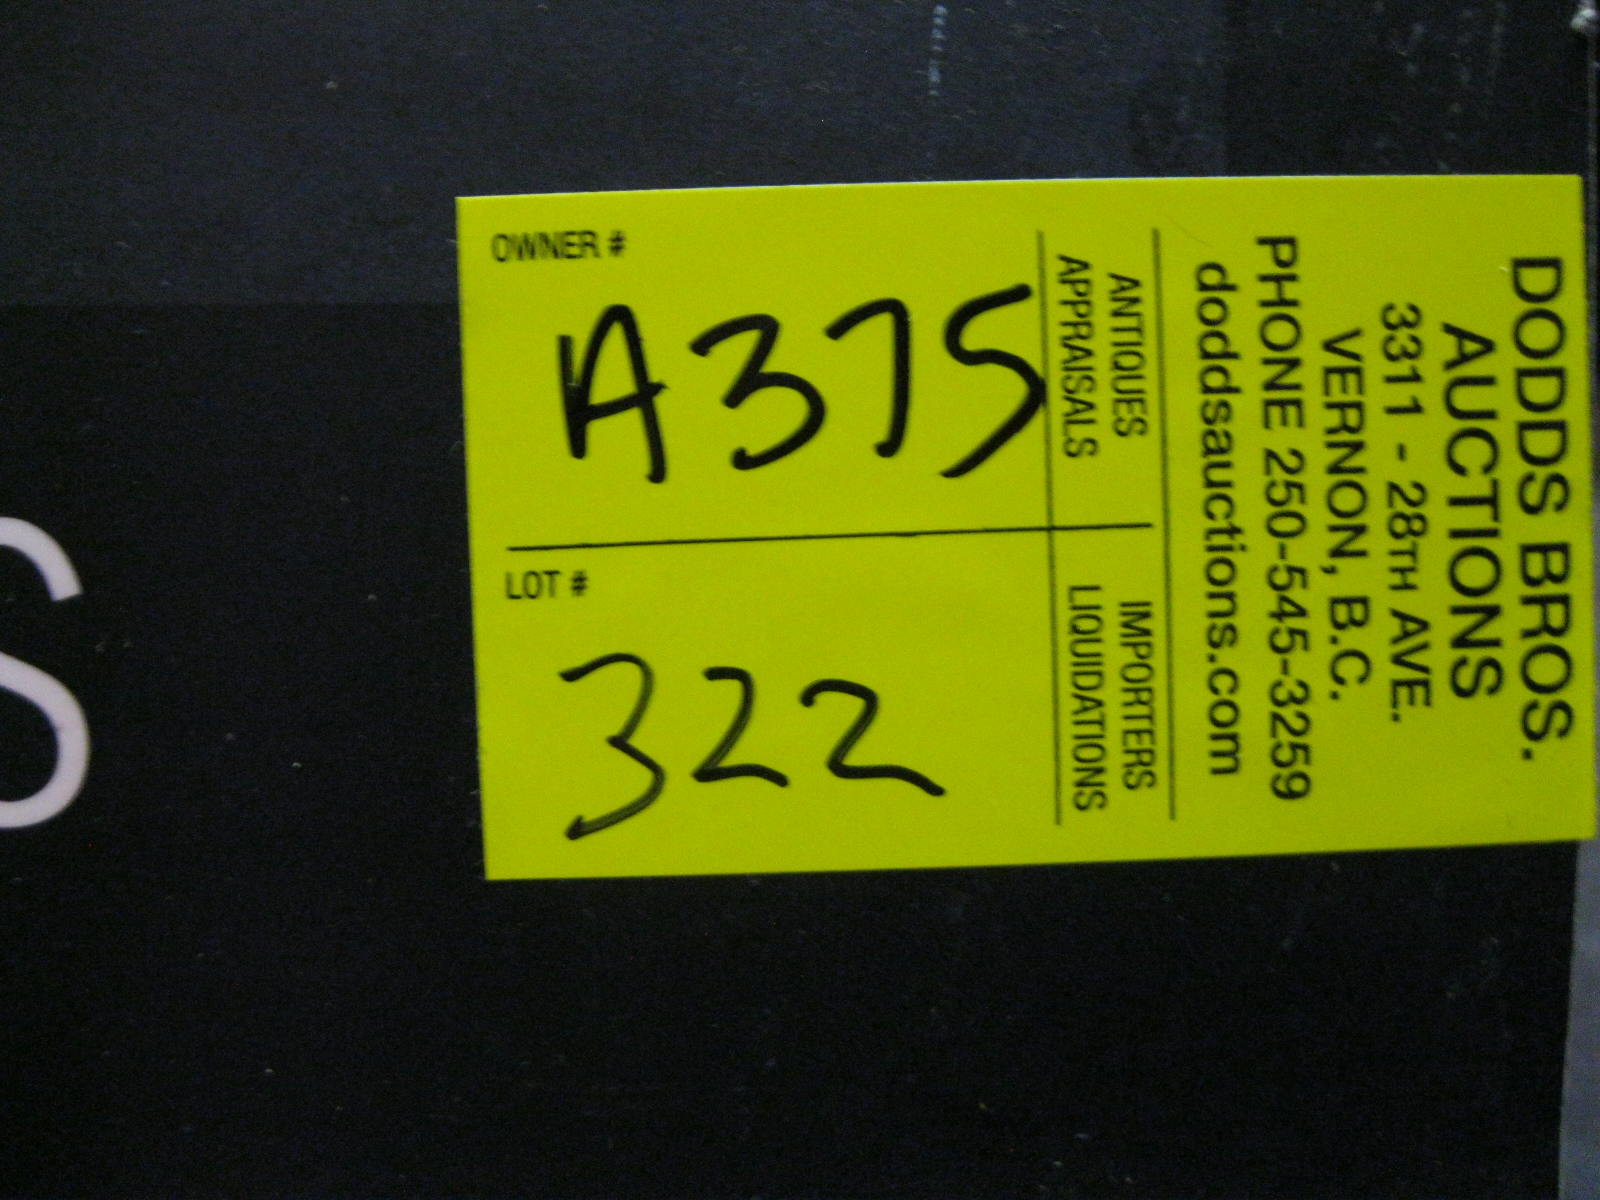 DODDS BROS.
AUCTIONS
3311 - 28TH AVE.
VERNON, B.C.
PHONE 250-545-3259
doddsauctions.com
ANTIQUES
APPRAISALS
IMPORTERS
LIQUIDATIONS
OWNER #
A375
LOT #
322
S